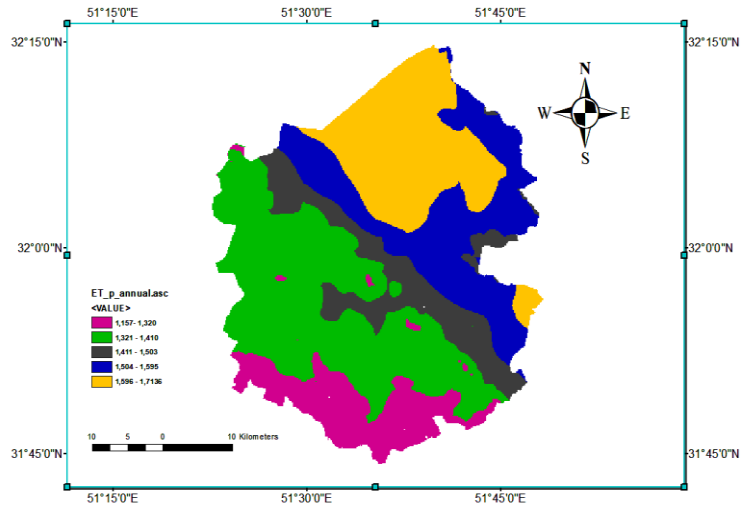 51°15'0"E 51°30'0"E 51°45'0"E
32°15'0"N 32°15'0"N
N
W E
S
32°0'0"N 32°0'0"N
ET_p_annual.asc
<VALUE>
1,157- 1,320
1,321 - 1,410
1,411 - 1,503
1,504 - 1,595
1,596 - 1,7136
10 5 0 10 Kilometers
31°45'0"N 31°45'0"N
51°15'0"E 51°30'0"E 51°45'0"E